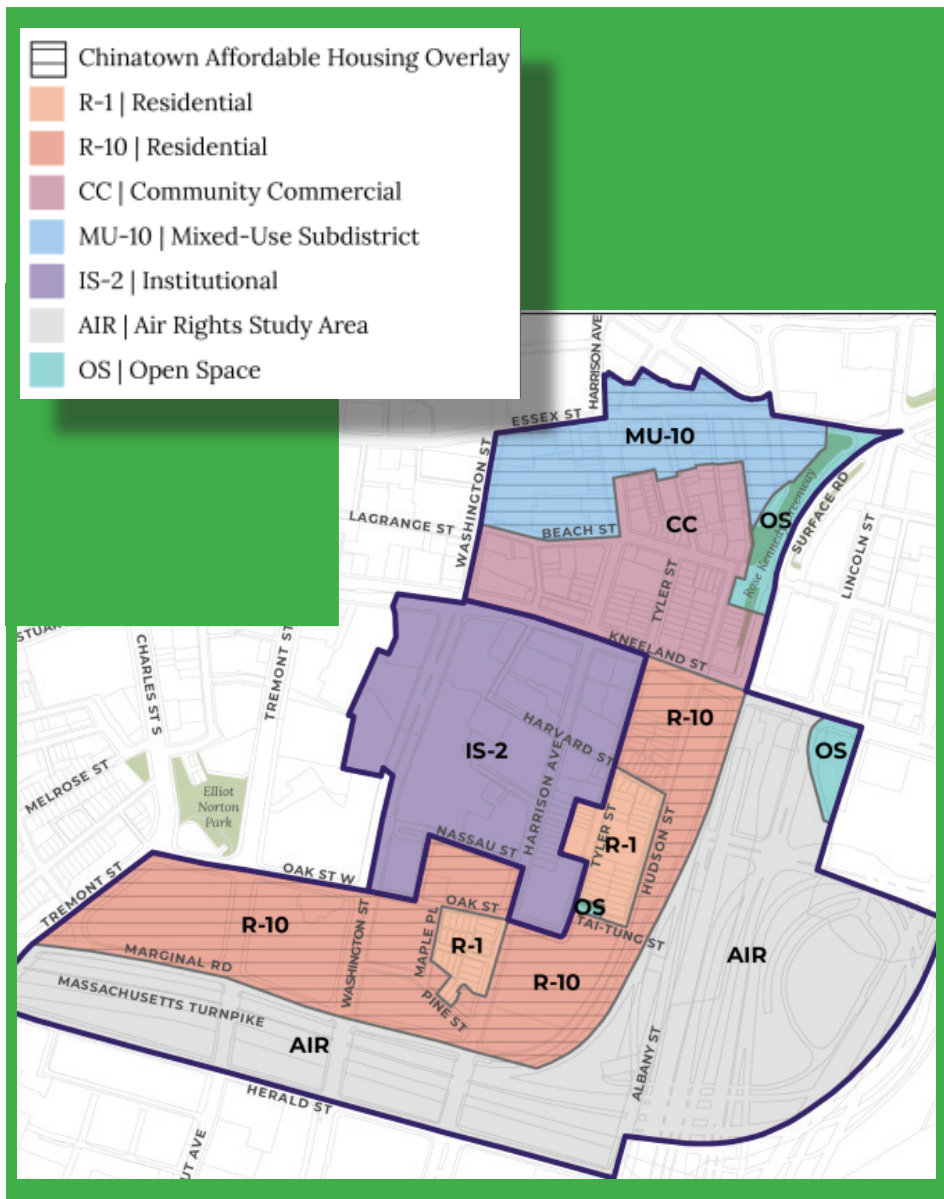 Chinatown Affordable Housing Overlay
R-1 | Residential
R-10 | Residential
CC | Community Commercial
MU-10 | Mixed-Use Subdistrict
IS-2 | Institutional
AIR | Air Rights Study Area
OS | Open Space
HARRISON AVE
ESSEX ST
MU-10
WASHINGTON ST
LAGRANGE ST
BEACH ST
CC
OS
Rose Kennedy Greenway
SURFACE RD
LINCOLN ST
TYLER ST
KNEELAND ST
CHARLES ST S
TREMONT ST
R-10
HARVARD ST
IS-2
HARRISON AVE
OS
MELROSE ST
Elliot
Norton
Park
NASSAU ST
TYLER ST
R-1
HUDSON ST
OAK ST W
TREMONT ST
OAK ST
OS
TAI-TUNG ST
R-10
WASHINGTON ST
MAPLE PL
R-1
MARGINAL RD
R-10
AIR
PINE ST
MASSACHUSETTS TURNPIKE
AIR
ALBANY ST
HERALD ST
UT AVE